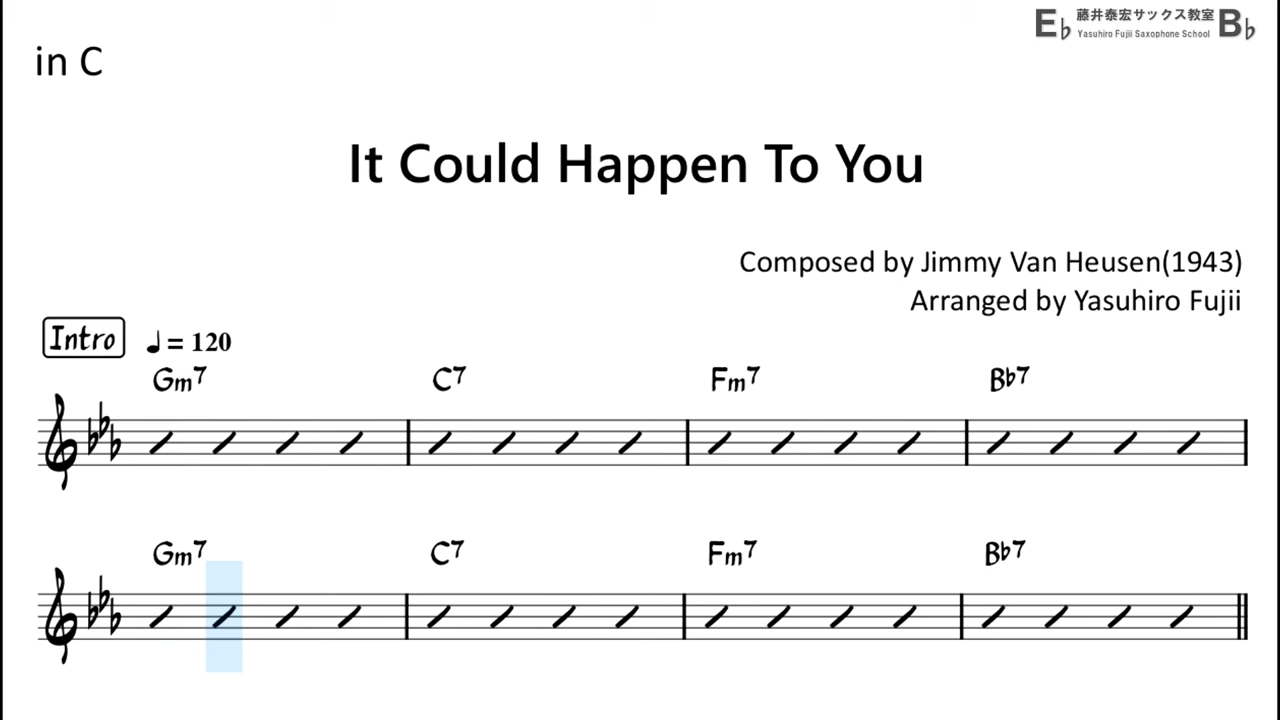 E♭ 藤井泰宏サックス教室 B♭
Yasuhiro Fujii Saxophone School
in C
It Could Happen To You
Composed by Jimmy Van Heusen(1943)
Arranged by Yasuhiro Fujii
Intro ♩= 120
Gm7 C7 Fm7 B♭7
Gm7 C7 Fm7 B♭7